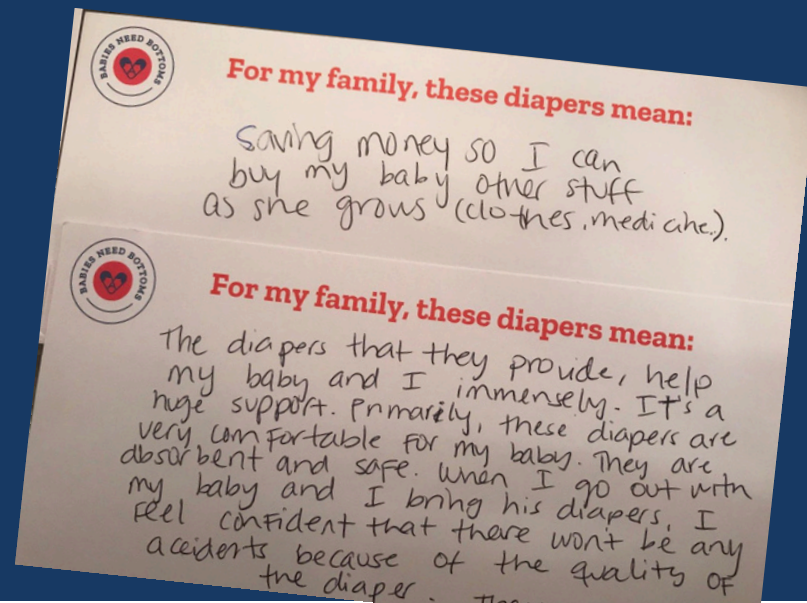 BABIES NEED BOTTOMS
For my family, these diapers mean:
Saving money so I can
buy my baby other stuff
as she grows (clothes, medicine.).
BABIES NEED BOTTOMS
For my family, these diapers mean:
The diapers that they provide, help
my baby and I immensely. It's a
huge support. Primarily, these diapers are
very comfortable for my baby. They are
absorbent and safe. When I go out with
my baby and I bring his diapers, I
feel confident that there won't be any
accidents because of the quality of
the diaper.